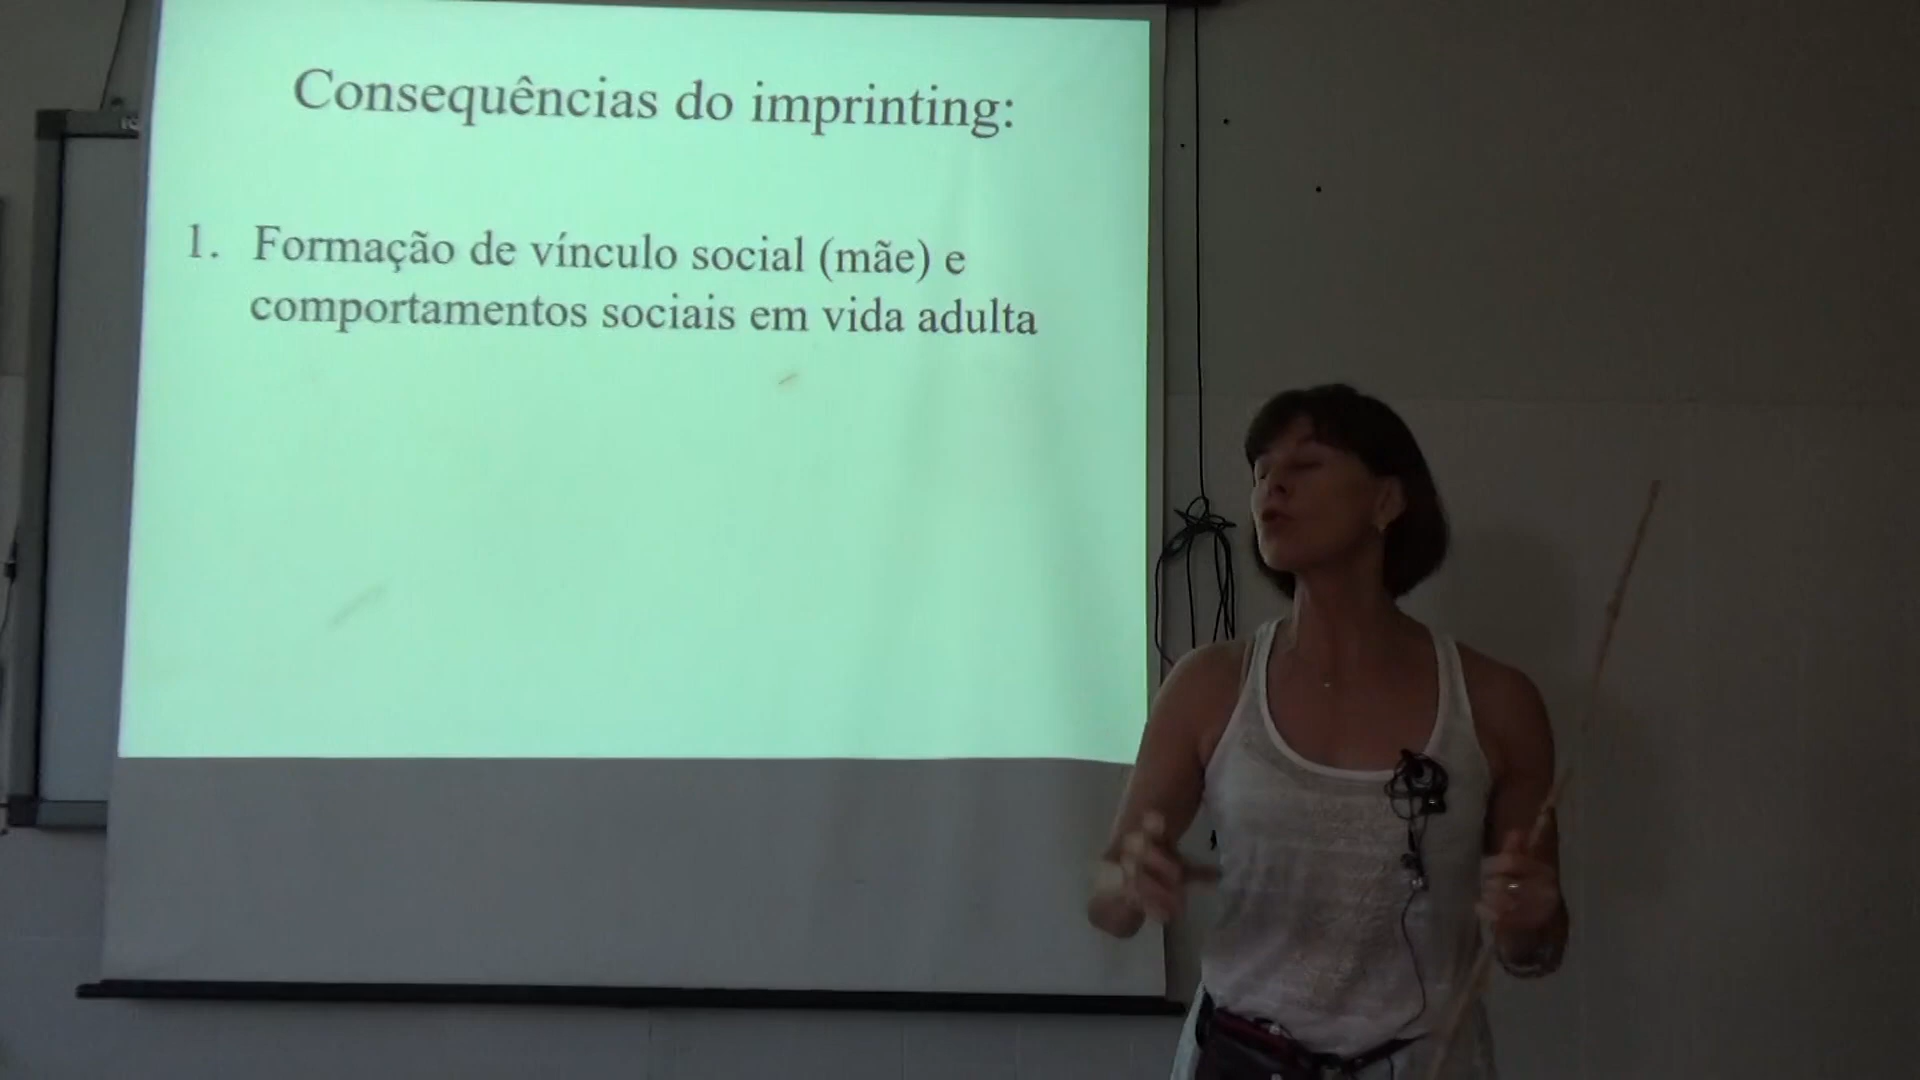 Consequências do imprinting:
1. Formação de vínculo social (mãe) e
comportamentos sociais em vida adulta